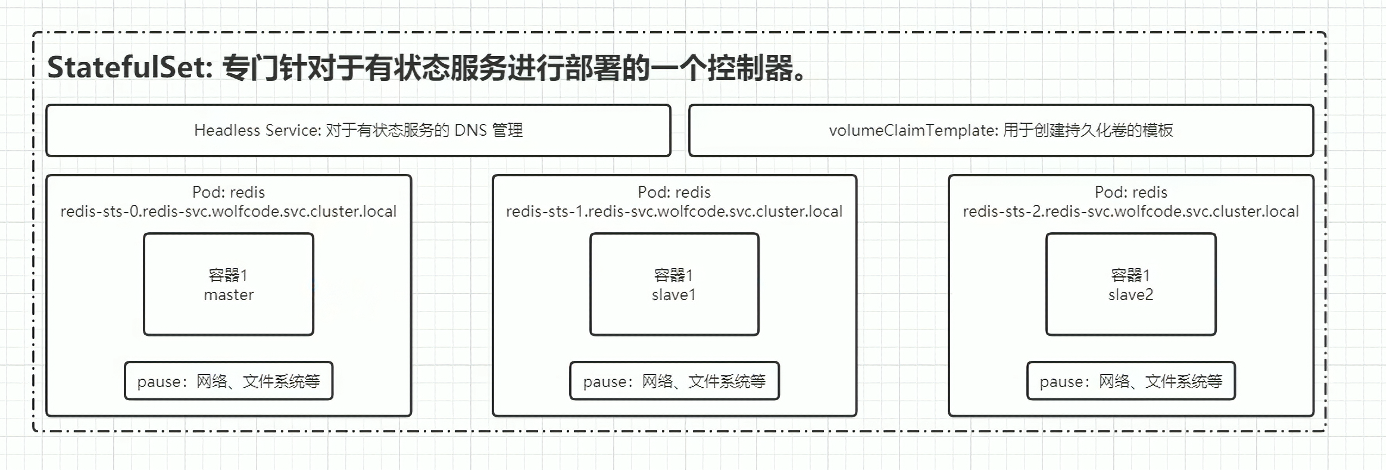 StatefulSet: 专门针对于有状态服务进行部署的一个控制器。
Headless Service: 对于有状态服务的 DNS 管理
volumeClaimTemplate: 用于创建持久化卷的模板
Pod: redis
redis-sts-0.redis-svc.wolfcode.svc.cluster.local
容器1
master
pause：网络、文件系统等
Pod: redis
redis-sts-1.redis-svc.wolfcode.svc.cluster.local
容器1
slave1
pause：网络、文件系统等
Pod: redis
redis-sts-2.redis-svc.wolfcode.svc.cluster.local
容器1
slave2
pause：网络、文件系统等